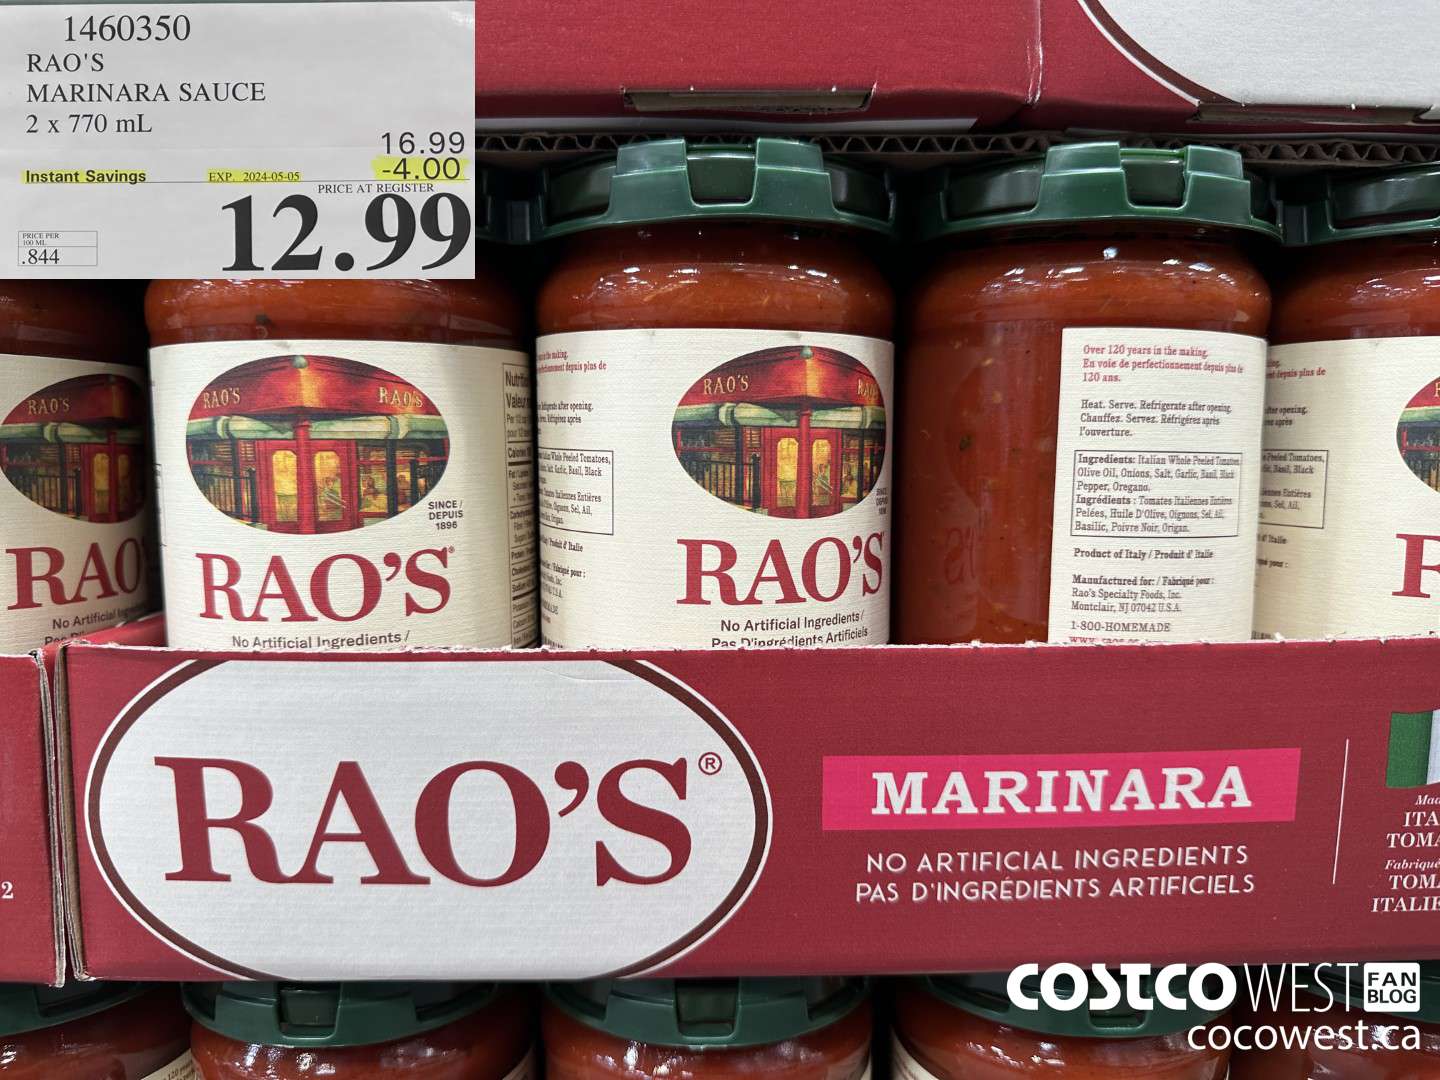 1460350
RAO'S
MARINARA SAUCE
2 x 770 mL
16.99
Instant Savings EXP. 2024-05-05 -4.00
PRICE AT REGISTER
12.99
PRICE PER
100 ML
.844
RAO'S
RAO'S RAO'S
SINCE /
DEPUIS
1896
RAO'S®
No Artificial Ingredients /
RAO'S
RAO'S
No Artificial Ingredients /
Pas D'ingrédients Artificiels
Over 120 years in the making.
En voie de perfectionnement depuis plus de
120 ans.
Heat. Serve. Refrigerate after opening.
Chauffez. Servez. Réfrigérez après
l'ouverture.
Ingredients: Italian Whole Peeled Tomatoes,
Olive Oil, Onions, Salt, Garlic, Basil, Black
Pepper, Oregano.
Ingrédients : Tomates Italiennes Entières
Pelées, Huile D'Olive, Oignons, Sel, Ail,
Basilic, Poivre Noir, Origan.
Product of Italy / Produit d' Italie
Manufactured for: / Fabriqué pour :
Rao's Specialty Foods, Inc.
Montclair, NJ 07042 U.S.A.
1-800-HOMEMADE
RAO'S®
MARINARA
NO ARTIFICIAL INGREDIENTS
PAS D'INGRÉDIENTS ARTIFICIELS
COSTCO WEST FAN BLOG
cocowest.ca